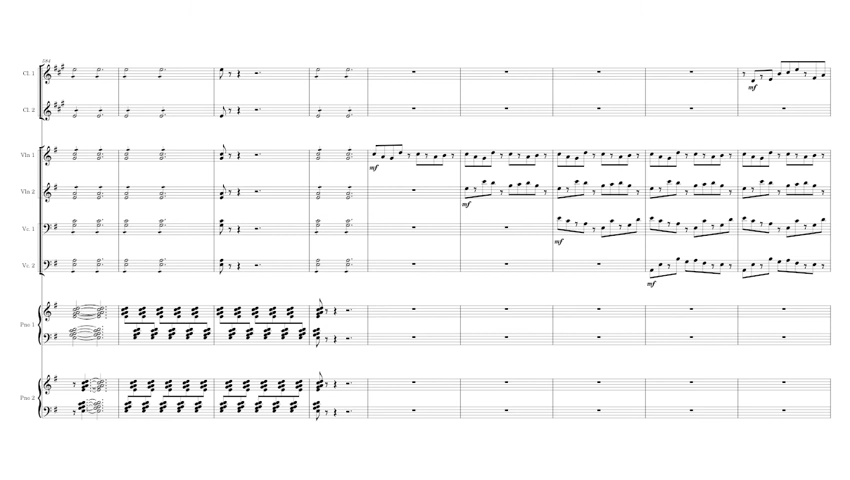 184
Cl. 1
mf
Cl. 2
Vln 1
mf
Vln 2
mf
Vc. 1
mf
Vc. 2
mf
Pno 1
Pno 2